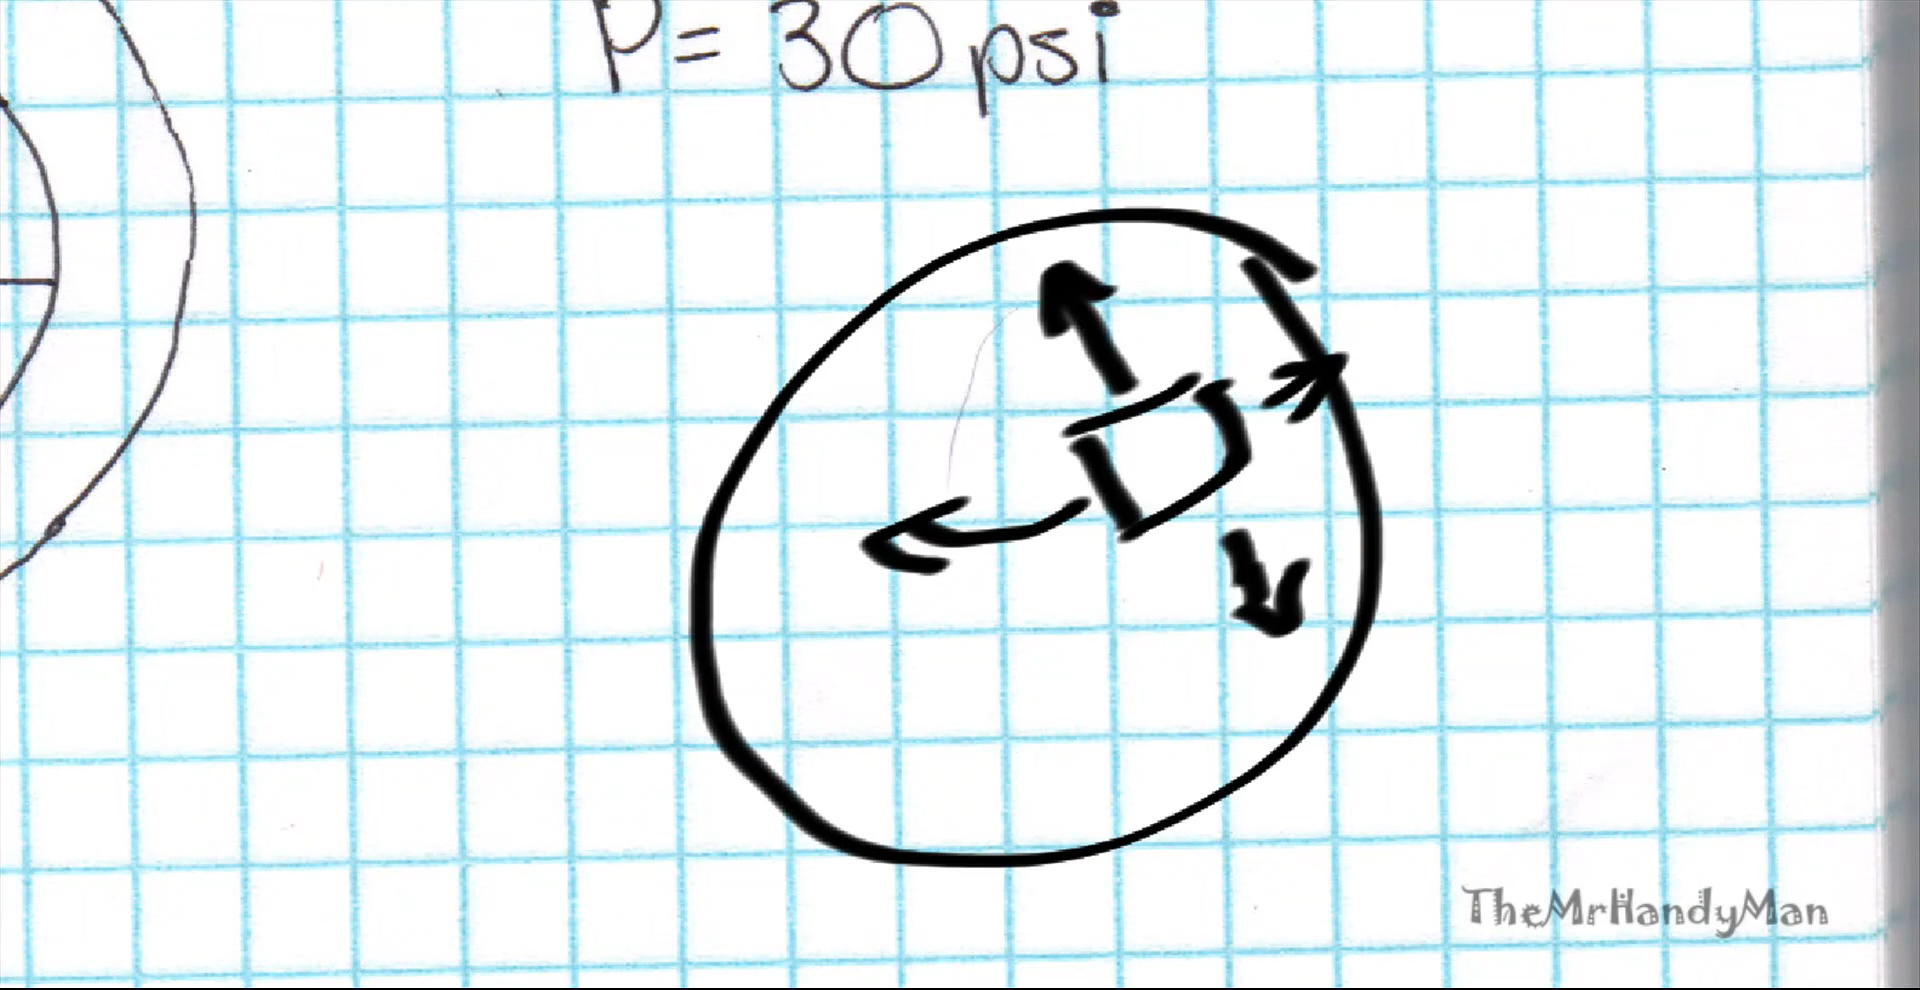 P = 30 psi
TheMrHandyMan